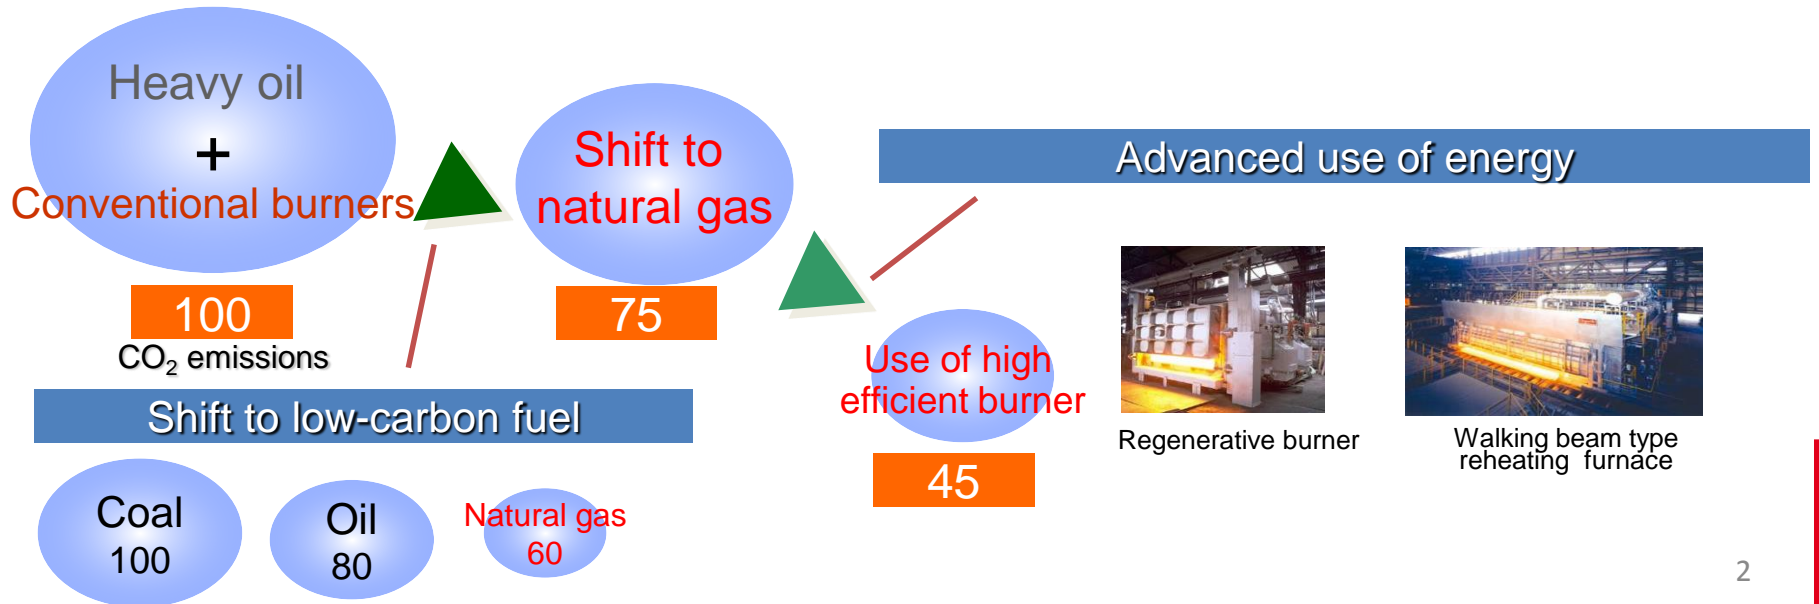 Heavy oil
+
Conventional burners
100
CO₂ emissions
Shift to
natural gas
75
Advanced use of energy
Use of high
efficient burner
45
Regenerative burner
Walking beam type
reheating furnace
Shift to low-carbon fuel
Coal
100
Oil
80
Natural gas
60
2